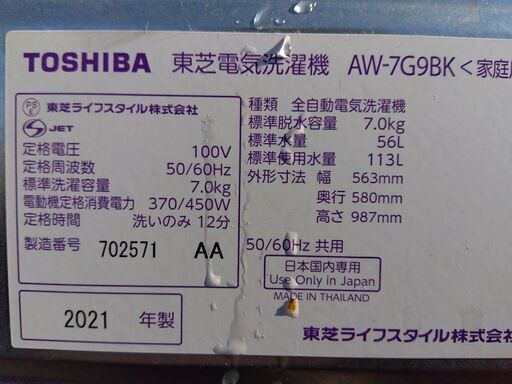 TOSHIBA 東芝電気洗濯機 AW-7G9BK<家庭
PS E 東芝ライフスタイル株式会社
S JET
定格電圧 100V
定格周波数 50/60Hz
標準洗濯容量 7.0kg
電動機定格消費電力 370/450W
定格時間 洗いのみ 12分
製造番号 702571 AA
2021 年製
種類 全自動電気洗濯機
標準脱水容量 7.0kg
標準水量 56L
標準使用水量 113L
外形寸法 幅 563mm
奥行 580mm
高さ 987mm
50/60Hz 共用
日本国内専用
Use Only in Japan
MADE IN THAILAND
東芝ライフスタイル株式会社